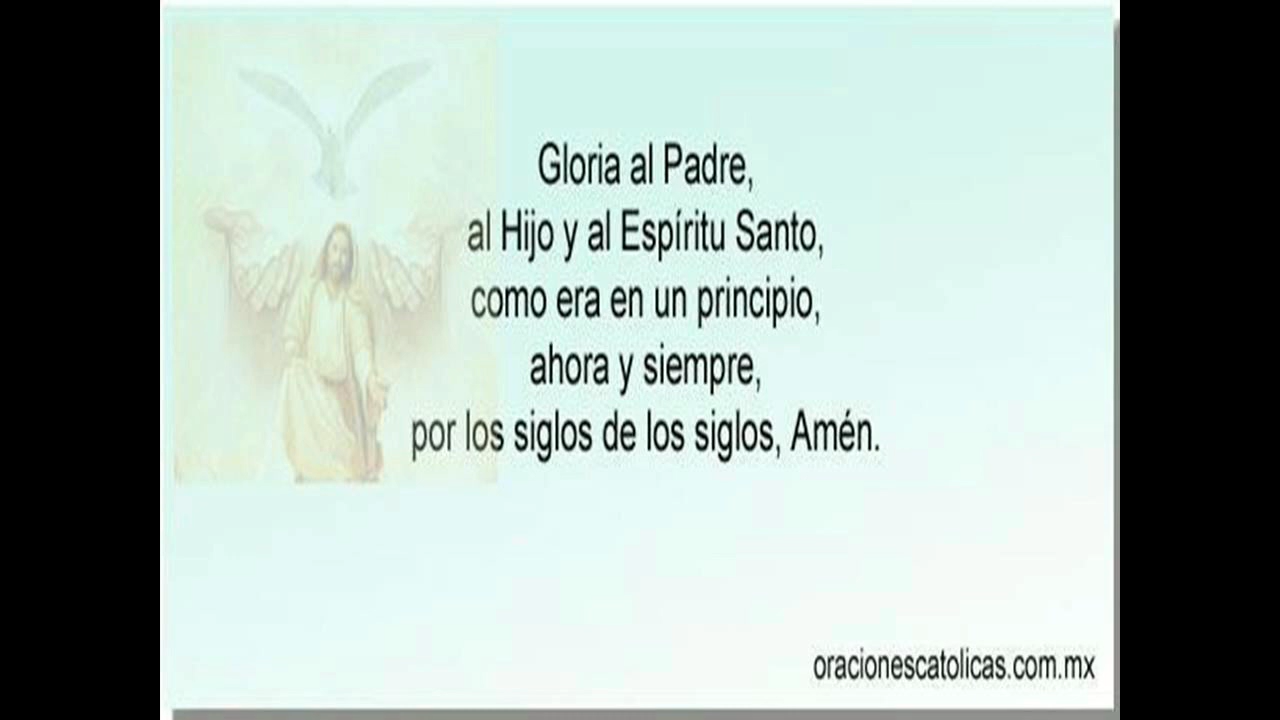 Gloria al Padre,
al Hijo y al Espíritu Santo,
como era en un principio,
ahora y siempre,
por los siglos de los siglos, Amén.
oracionescatolicas.com.mx